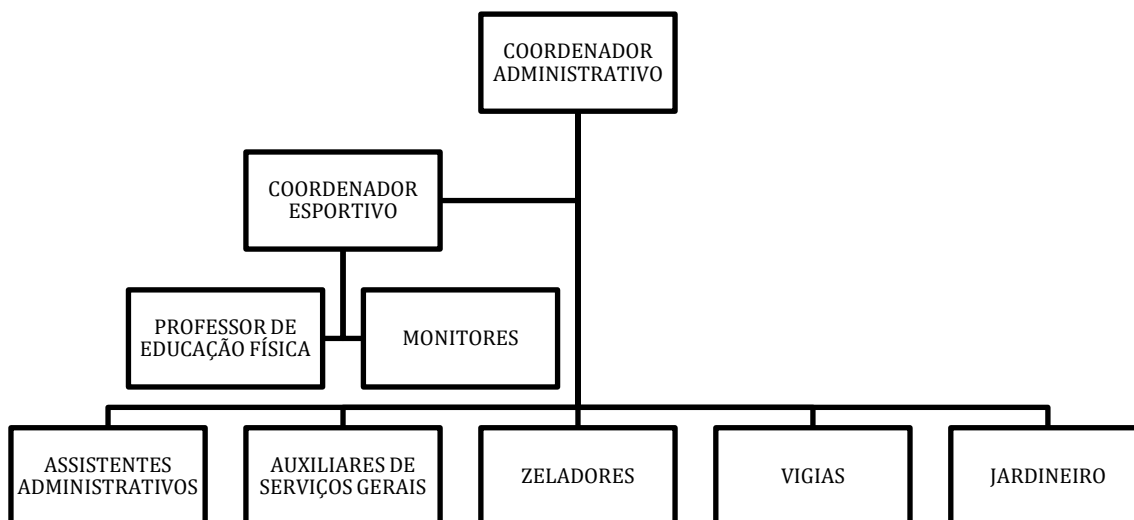 COORDENADOR
ADMINISTRATIVO
COORDENADOR
ESPORTIVO
PROFESSOR DE
EDUCAÇÃO FÍSICA
MONITORES
ASSISTENTES
ADMINISTRATIVOS
AUXILIARES DE
SERVIÇOS GERAIS
ZELADORES
VIGIAS
JARDINEIRO